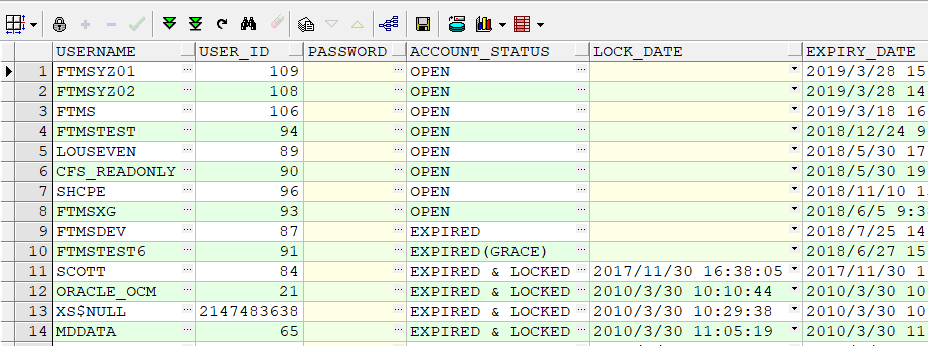 USERNAME USER_ID PASSWORD ACCOUNT_STATUS LOCK_DATE EXPIRY_DATE
1 FTMSYZ01 109 OPEN 2019/3/28 15
2 FTMSYZ02 108 OPEN 2019/3/28 14
3 FTMS 106 OPEN 2019/3/18 16
4 FTMSTEST 94 OPEN 2018/12/24 9
5 LOUSEVEN 89 OPEN 2018/5/30 17
6 CFS_READONLY 90 OPEN 2018/5/30 19
7 SHCPE 96 OPEN 2018/11/10 1
8 FTMSXG 93 OPEN 2018/6/5 9:3
9 FTMSDEV 87 EXPIRED 2018/7/25 14
10 FTMSTEST6 91 EXPIRED(GRACE) 2018/6/27 15
11 SCOTT 84 EXPIRED & LOCKED 2017/11/30 16:38:05 2017/11/30 1
12 ORACLE_OCM 21 EXPIRED & LOCKED 2010/3/30 10:10:44 2010/3/30 10
13 XS$NULL 2147483638 EXPIRED & LOCKED 2010/3/30 10:29:38 2010/3/30 10
14 MDDATA 65 EXPIRED & LOCKED 2010/3/30 11:05:19 2010/3/30 11